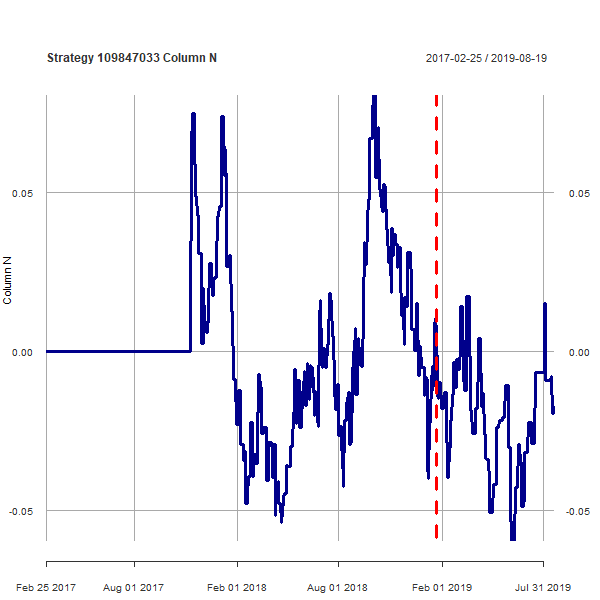 Strategy 109847033 Column N
2017-02-25 / 2019-08-19
0.05
0.05
Column N
0.00
0.00
-0.05
-0.05
Feb 25 2017
Aug 01 2017
Feb 01 2018
Aug 01 2018
Feb 01 2019
Jul 31 2019